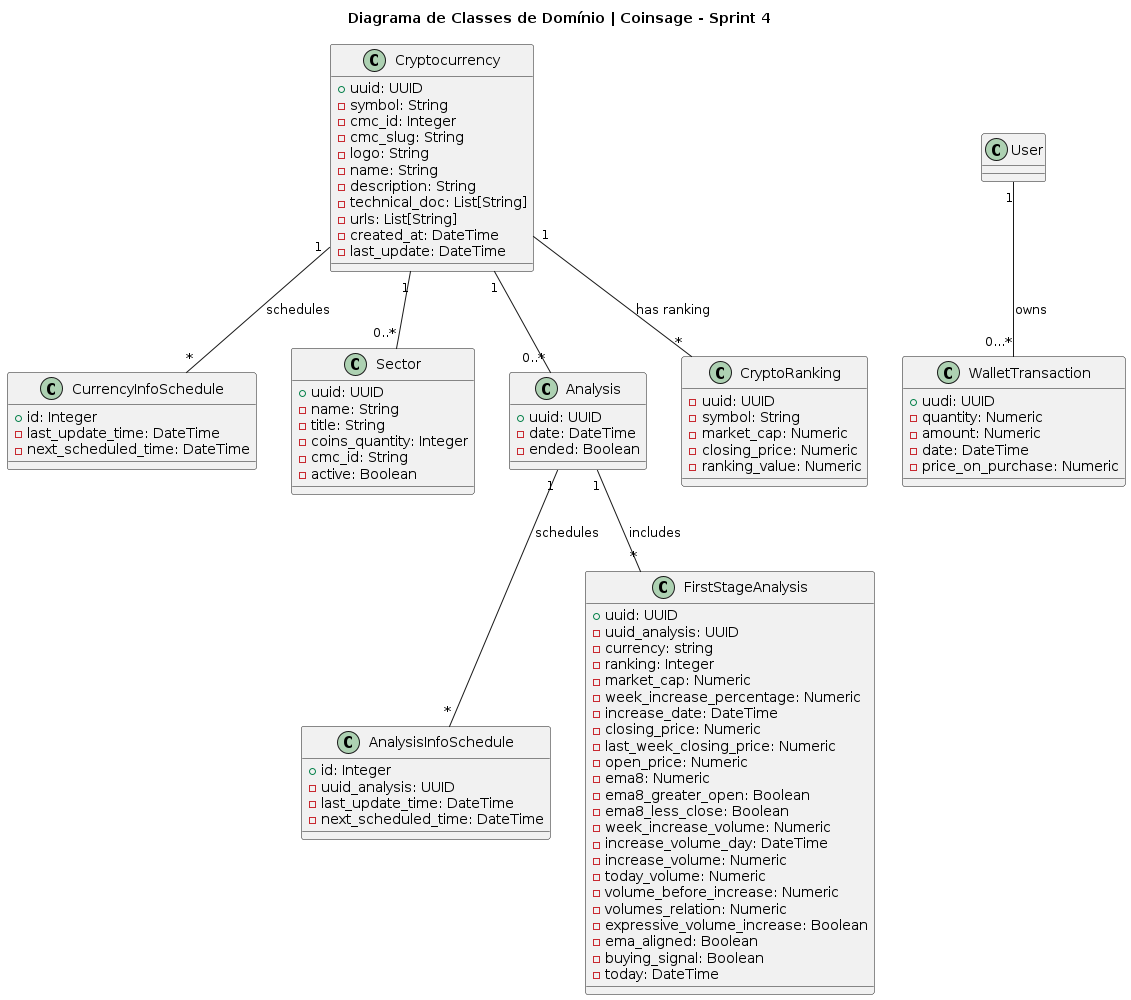 Diagrama de Classes de Domínio | Coinsage - Sprint 4
C Cryptocurrency
uuid: UUID
symbol: String
cmc_id: Integer
cmc_slug: String
logo: String
name: String
description: String
technical_doc: List[String]
urls: List[String]
created_at: DateTime
last_update: DateTime
C User
1
1
1
1
1
schedules
has ranking
owns
*
0..*
0..*
*
0...*
C CurrencyInfoSchedule
id: Integer
last_update_time: DateTime
next_scheduled_time: DateTime
C Sector
uuid: UUID
name: String
title: String
coins_quantity: Integer
cmc_id: String
active: Boolean
C Analysis
uuid: UUID
date: DateTime
ended: Boolean
C CryptoRanking
uuid: UUID
symbol: String
market_cap: Numeric
closing_price: Numeric
ranking_value: Numeric
C WalletTransaction
uudi: UUID
quantity: Numeric
amount: Numeric
date: DateTime
price_on_purchase: Numeric
1
1
schedules
includes
*
*
C AnalysisInfoSchedule
id: Integer
uuid_analysis: UUID
last_update_time: DateTime
next_scheduled_time: DateTime
C FirstStageAnalysis
uuid: UUID
uuid_analysis: UUID
currency: string
ranking: Integer
market_cap: Numeric
week_increase_percentage: Numeric
increase_date: DateTime
closing_price: Numeric
last_week_closing_price: Numeric
open_price: Numeric
ema8: Numeric
ema8_greater_open: Boolean
ema8_less_close: Boolean
week_increase_volume: Numeric
increase_volume_day: DateTime
increase_volume: Numeric
today_volume: Numeric
volume_before_increase: Numeric
volumes_relation: Numeric
expressive_volume_increase: Boolean
ema_aligned: Boolean
buying_signal: Boolean
today: DateTime